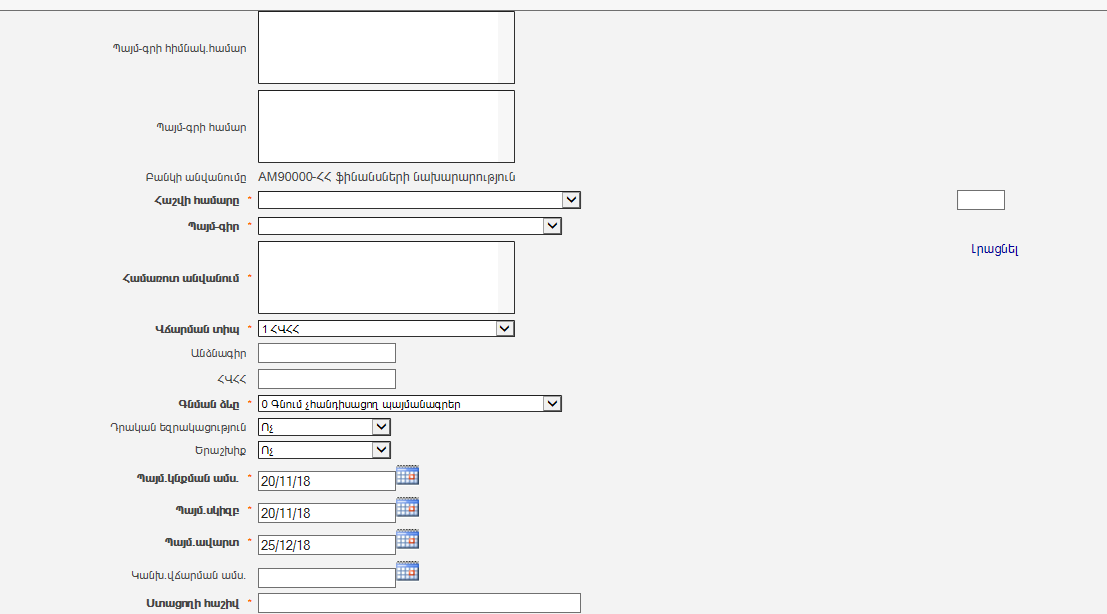 Պայմ-գրի հիմնակ.համար
Պայմ-գրի համար
Բանկի անվանումը AM90000-ՀՀ ֆինանսների նախարարություն
Հաշվի համարը *
Պայմ-գիր *
Լրացնել
Համառոտ անվանում *
Վճարման տիպ * 1 ՀՎՀՀ
Անձնագիր
ՀՎՀՀ
Գնման ձևը * 0 Գնում չհանդիսացող պայմանագրեր
Դրական եզրակացություն Ոչ
Երաշխիք Ոչ
Պայմ.կնքման ամս. * 20/11/18
Պայմ.սկիզբ * 20/11/18
Պայմ.ավարտ * 25/12/18
Կանխ.վճարման ամս.
Ստացողի հաշիվ *